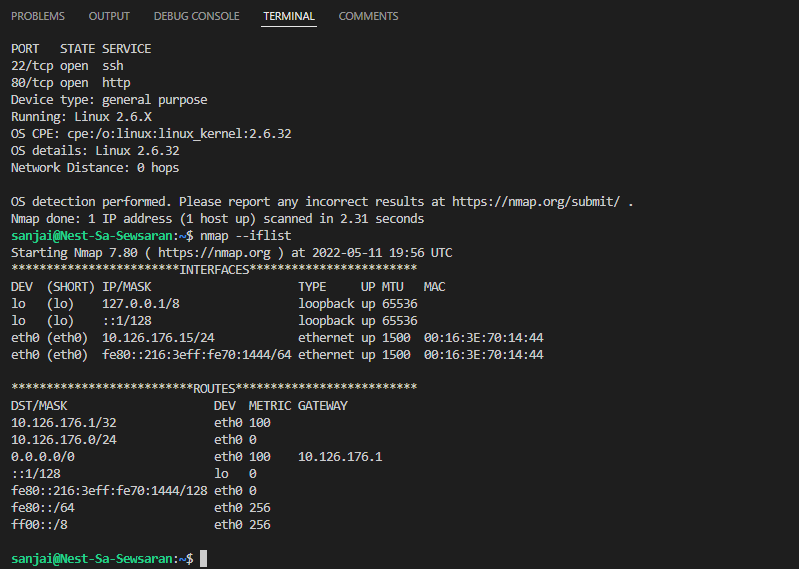 PROBLEMS OUTPUT DEBUG CONSOLE TERMINAL COMMENTS
PORT   STATE SERVICE
22/tcp open  ssh
80/tcp open  http
Device type: general purpose
Running: Linux 2.6.X
OS CPE: cpe:/o:linux:linux_kernel:2.6.32
OS details: Linux 2.6.32
Network Distance: 0 hops
OS detection performed. Please report any incorrect results at https://nmap.org/submit/ .
Nmap done: 1 IP address (1 host up) scanned in 2.31 seconds
sanjai@Nest-Sa-Sewsaran:~$ nmap --iflist
Starting Nmap 7.80 ( https://nmap.org ) at 2022-05-11 19:56 UTC
************************INTERFACES************************
DEV  (SHORT) IP/MASK                     TYPE     UP MTU   MAC
lo   (lo)    127.0.0.1/8                 loopback up 65536
lo   (lo)    ::1/128                     loopback up 65536
eth0 (eth0)  10.126.176.15/24            ethernet up 1500  00:16:3E:70:14:44
eth0 (eth0)  fe80::216:3eff:fe70:1444/64 ethernet up 1500  00:16:3E:70:14:44
**************************ROUTES**************************
DST/MASK                     DEV  METRIC GATEWAY
10.126.176.1/32              eth0 100
10.126.176.0/24              eth0 0
0.0.0.0/0                    eth0 100    10.126.176.1
::1/128                      lo   0
fe80::216:3eff:fe70:1444/128 eth0 0
fe80::/64                    eth0 256
ff00::/8                     eth0 256
sanjai@Nest-Sa-Sewsaran:~$